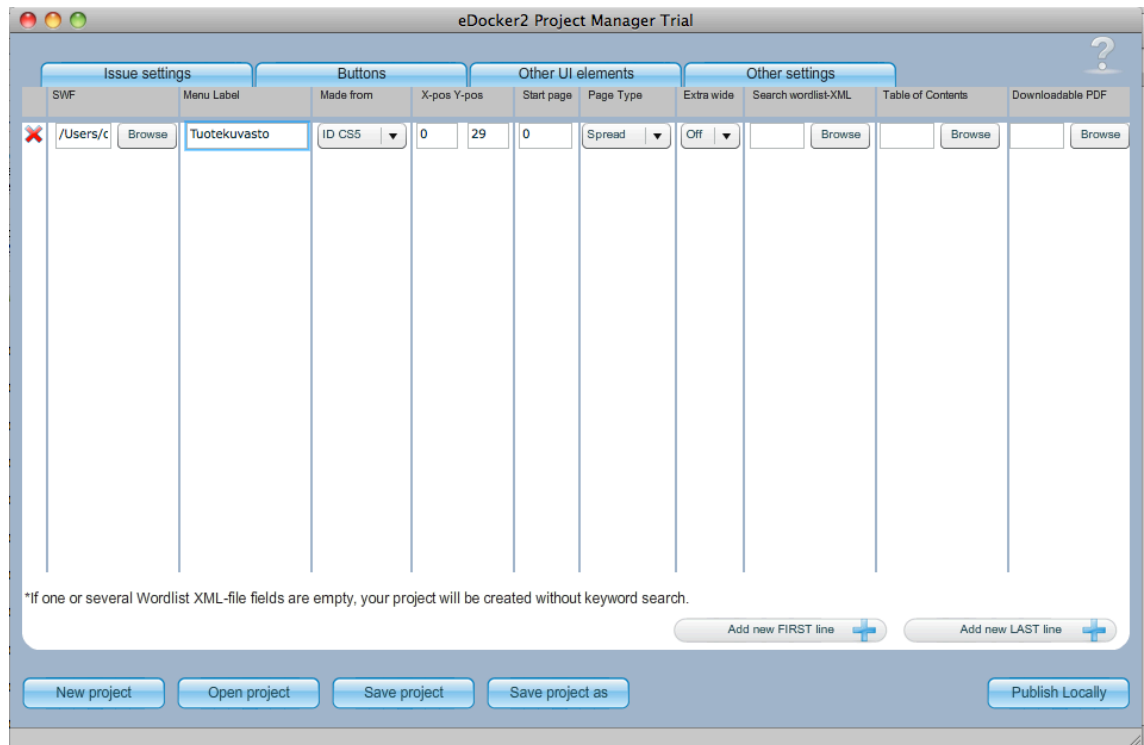 eDocker2 Project Manager Trial
?
Issue settings Buttons Other UI elements Other settings
SWF Menu Label Made from X-pos Y-pos Start page Page Type Extra wide Search wordlist-XML Table of Contents Downloadable PDF
/Users/c Browse Tuotekuvasto ID CS5 0 29 0 Spread Off Browse Browse Browse
*If one or several Wordlist XML-file fields are empty, your project will be created without keyword search.
Add new FIRST line Add new LAST line
New project Open project Save project Save project as Publish Locally